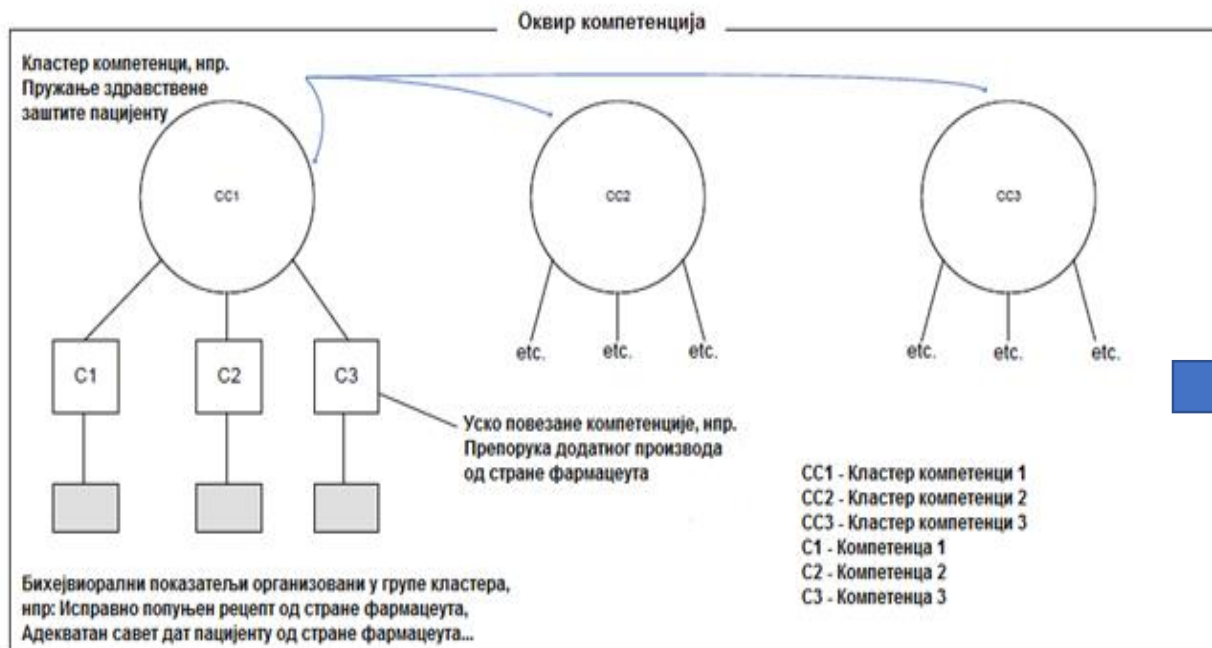 Оквир компетенција
Кластер компетенци, нпр.
Пружање здравствене
заштите пацијенту
CC1
CC2
CC3
C1
C2
C3
etc.
etc.
etc.
etc.
etc.
etc.
Уско повезане компетенције, нпр.
Препорука додатног производа
од стране фармацеута
CC1 - Кластер компетенци 1
CC2 - Кластер компетенци 2
CC3 - Кластер компетенци 3
C1 - Компетенца 1
C2 - Компетенца 2
C3 - Компетенца 3
Бихејвиорални показатељи организовани у групе кластера,
нпр: Исправно попуњен рецепт од стране фармацеута,
Адекватан савет дат пацијенту од стране фармацеута...